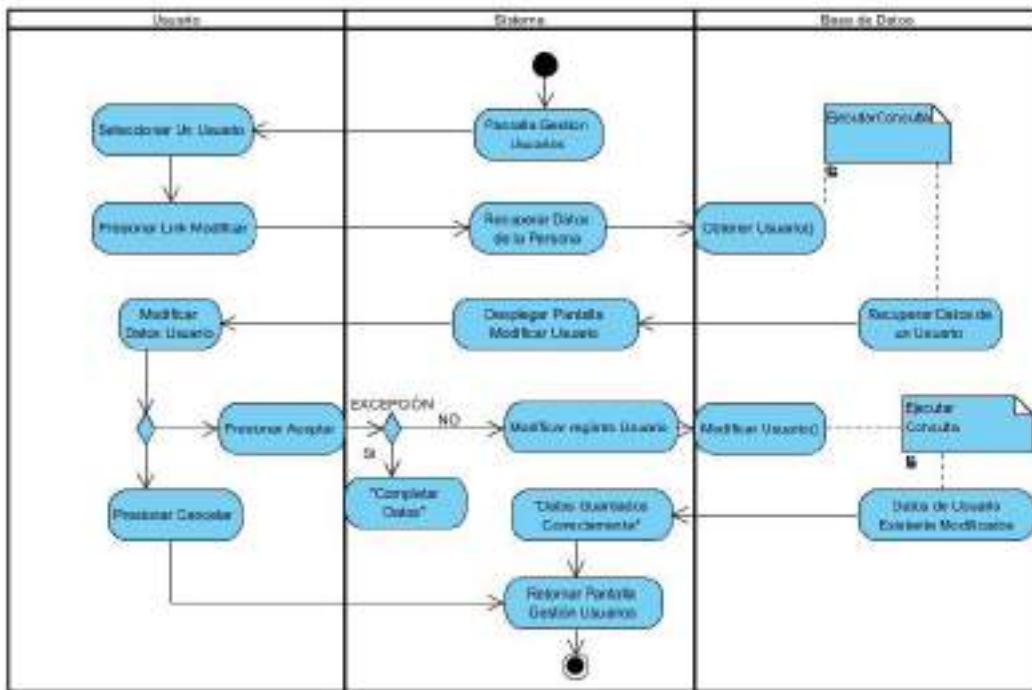 Usuario
Sistema
Base de Datos
Seleccionar Un Usuario
Pantalla Gestion
Usuarios
EjecutarConsulta
Presionar Link Modificar
Recuperar Datos
de la Persona
Obtener Usuario()
Modificar
Datos Usuario
Desplegar Pantalla
Modificar Usuario
Recuperar Datos de
un Usuario
Presionar Aceptar
EXCEPCIÓN
NO
SI
Modificar registro Usuario
Modificar Usuario()
Ejecutar
Consulta
Presionar Cancelar
"Completar
Datos"
"Datos Guardados
Correctamente"
Datos de Usuario
Existente Modificados
Retornar Pantalla
Gestión Usuarios